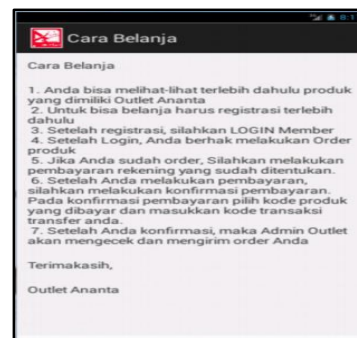 8:1
Cara Belanja
Cara Belanja
1. Anda bisa melihat-lihat terlebih dahulu produk
yang dimiliki Outlet Ananta
2. Untuk bisa belanja harus registrasi terlebih
dahulu
3. Setelah registrasi, silahkan LOGIN Member
4. Setelah Login, Anda berhak melakukan Order
produk
5. Jika Anda sudah order, Silahkan melakukan
pembayaran rekening yang sudah ditentukan.
6. Setelah Anda melakukan pembayaran,
silahkan melakukan konfirmasi pembayaran.
Pada konfirmasi pembayaran pilih kode produk
yang dibayar dan masukkan kode transaksi
transfer anda.
7. Setelah Anda konfirmasi, maka Admin Outlet
akan mengecek dan mengirim order Anda
Terimakasih,
Outlet Ananta